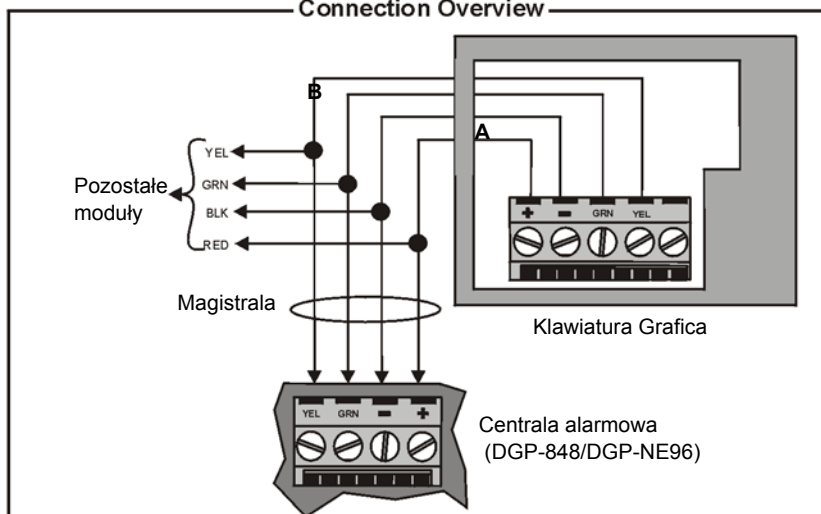 Connection Overview
B
A
YEL
GRN
BLK
RED
Pozostałe
moduły
+ – GRN YEL
Magistrala
Klawiatura Grafica
YEL GRN – +
Centrala alarmowa
(DGP-848/DGP-NE96)